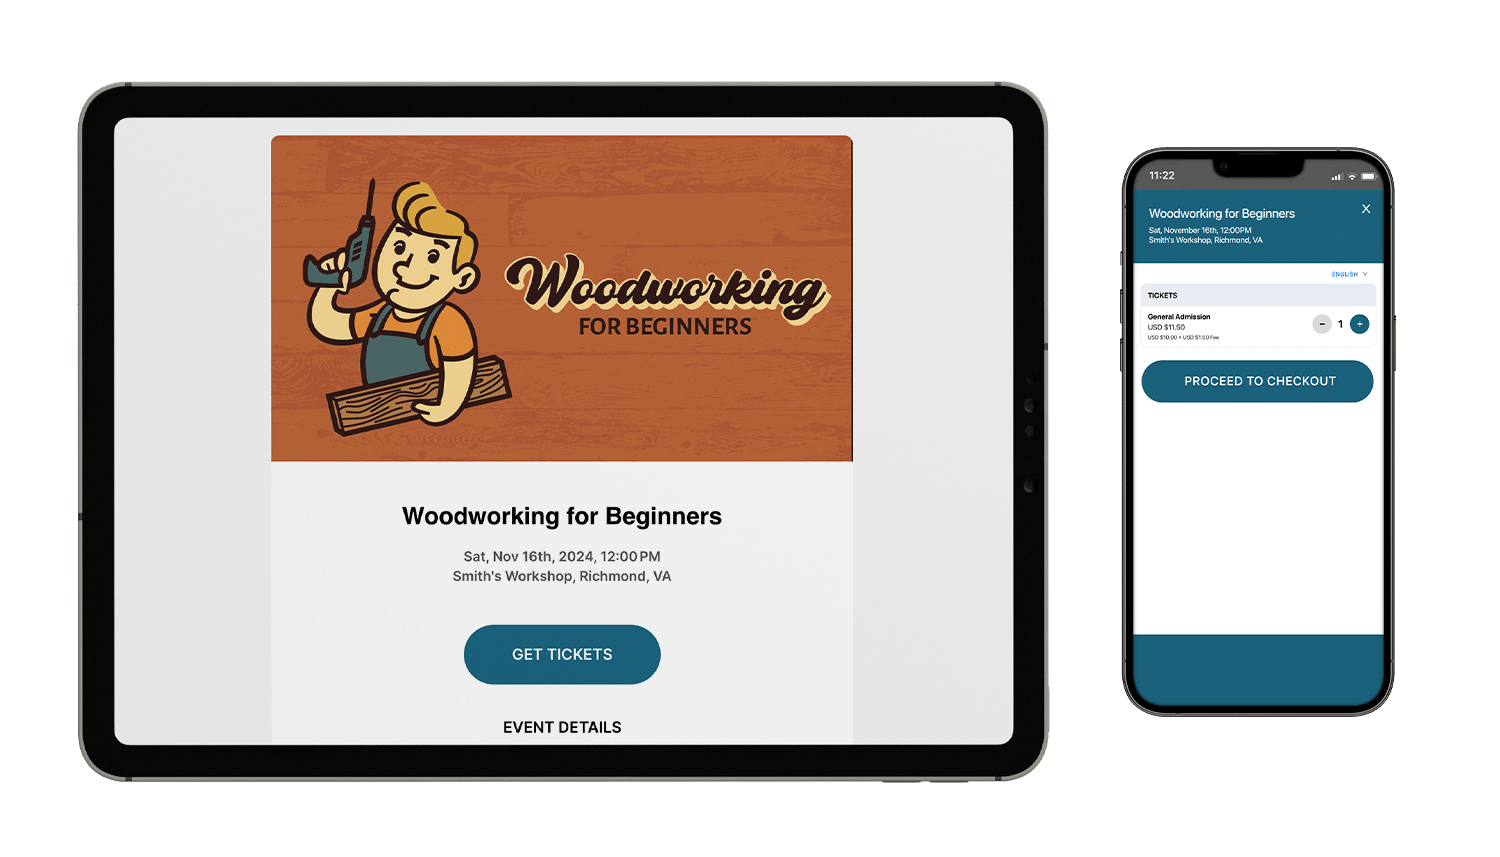 Woodworking
FOR BEGINNERS
Woodworking for Beginners
Sat, Nov 16th, 2024, 12:00 PM
Smith's Workshop, Richmond, VA
GET TICKETS
EVENT DETAILS
11:22
Woodworking for Beginners X
Sat, November 16th, 12:00PM
Smith's Workshop, Richmond, VA
ENGLISH
TICKETS
General Admission
USD $11.50
- 1 +
USD $10.00 + USD $1.50 Fee
PROCEED TO CHECKOUT